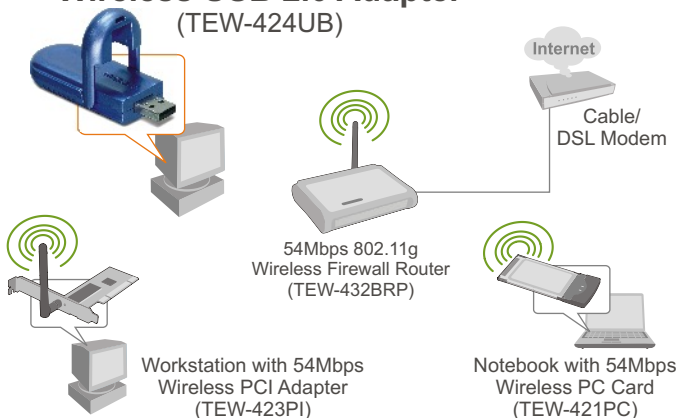 (TEW-424UB)
Internet
Cable/
DSL Modem
54Mbps 802.11g
Wireless Firewall Router
(TEW-432BRP)
Workstation with 54Mbps
Wireless PCI Adapter
(TEW-423PI)
Notebook with 54Mbps
Wireless PC Card
(TEW-421PC)